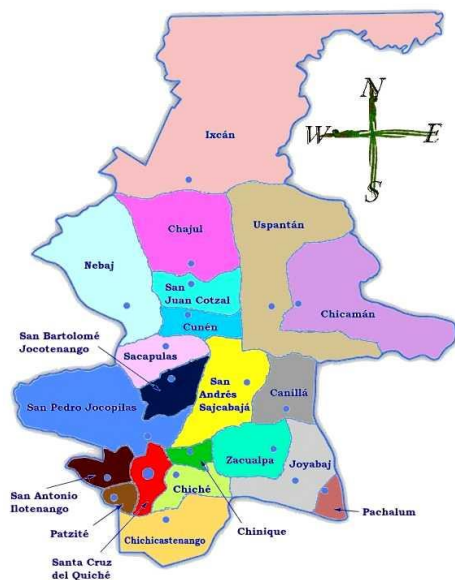 N
Ixcán
W
E
S
Chajul
Uspantán
Nebaj
San
Juan Cotzal
Chicamán
Cunén
San Bartolomé
Jocotenango
Sacapulas
San
Andrés
Sajcabajá
Canillá
San Pedro Jocopilas
Zacualpa
Joyabaj
San Antonio
Ilotenango
Chiché
Pachalum
Patzité
Chinique
Santa Cruz
del Quiché
Chichicastenango